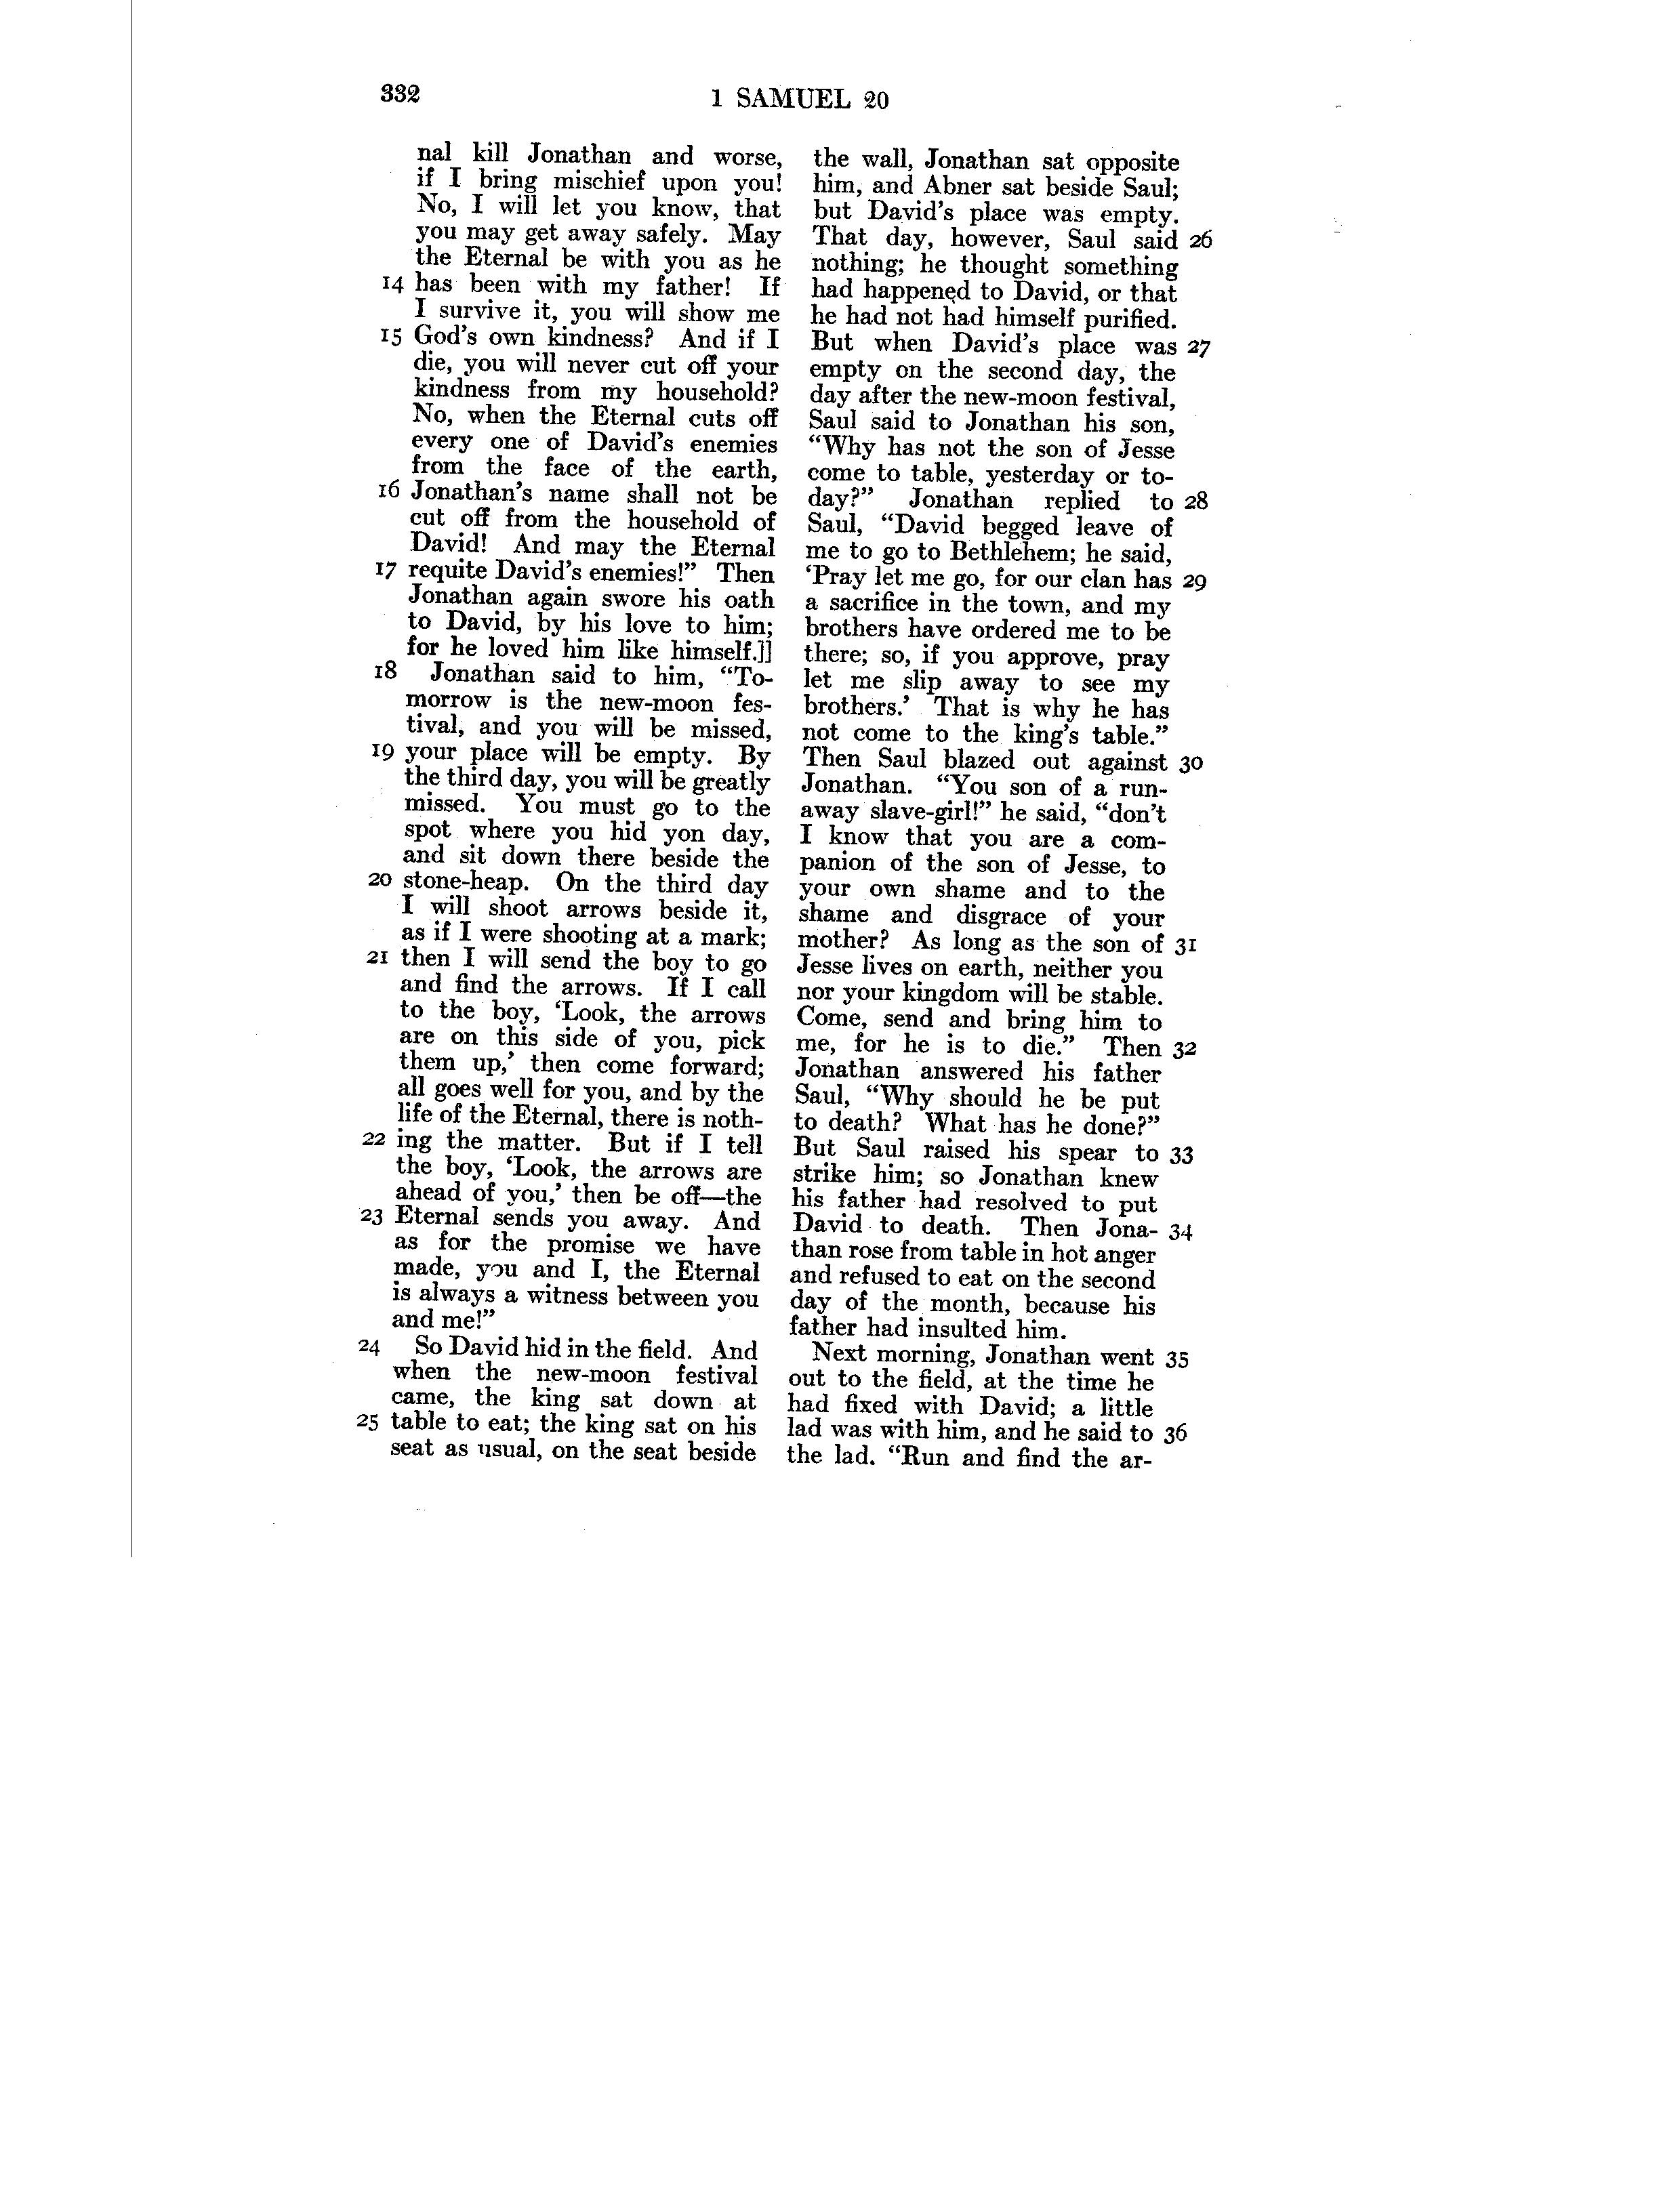 332
1 SAMUEL 20
nal kill Jonathan and worse,
if I bring mischief upon you!
No, I will let you know, that
you may get away safely. May
the Eternal be with you as he
14 has been with my father! If
I survive it, you will show me
15 God's own kindness? And if I
die, you will never cut off your
kindness from my household?
No, when the Eternal cuts off
every one of David's enemies
from the face of the earth,
16 Jonathan's name shall not be
cut off from the household of
David! And may the Eternal
17 requite David's enemies!” Then
Jonathan again swore his oath
to David, by his love to him;
for he loved him like himself.]]
18 Jonathan said to him, “To-
morrow is the new-moon fes-
tival, and you will be missed,
19 your place will be empty. By
the third day, you will be greatly
missed. You must go to the
spot where you hid yon day,
and sit down there beside the
20 stone-heap. On the third day
I will shoot arrows beside it,
as if I were shooting at a mark;
21 then I will send the boy to go
and find the arrows. If I call
to the boy, ‘Look, the arrows
are on this side of you, pick
them up,’ then come forward;
all goes well for you, and by the
life of the Eternal, there is noth-
22 ing the matter. But if I tell
the boy, ‘Look, the arrows are
ahead of you,’ then be off—the
23 Eternal sends you away. And
as for the promise we have
made, you and I, the Eternal
is always a witness between you
and me!”
24 So David hid in the field. And
when the new-moon festival
came, the king sat down at
25 table to eat; the king sat on his
seat as usual, on the seat beside
the wall, Jonathan sat opposite
him, and Abner sat beside Saul;
but David's place was empty.
That day, however, Saul said 26
nothing; he thought something
had happened to David, or that
he had not had himself purified.
But when David's place was 27
empty on the second day, the
day after the new-moon festival,
Saul said to Jonathan his son,
“Why has not the son of Jesse
come to table, yesterday or to-
day?” Jonathan replied to 28
Saul, “David begged leave of
me to go to Bethlehem; he said,
‘Pray let me go, for our clan has 29
a sacrifice in the town, and my
brothers have ordered me to be
there; so, if you approve, pray
let me slip away to see my
brothers.’ That is why he has
not come to the king's table.”
Then Saul blazed out against 30
Jonathan. “You son of a run-
away slave-girl!” he said, “don't
I know that you are a com-
panion of the son of Jesse, to
your own shame and to the
shame and disgrace of your
mother? As long as the son of 31
Jesse lives on earth, neither you
nor your kingdom will be stable.
Come, send and bring him to
me, for he is to die.” Then 32
Jonathan answered his father
Saul, “Why should he be put
to death? What has he done?”
But Saul raised his spear to 33
strike him; so Jonathan knew
his father had resolved to put
David to death. Then Jona- 34
than rose from table in hot anger
and refused to eat on the second
day of the month, because his
father had insulted him.
Next morning, Jonathan went 35
out to the field, at the time he
had fixed with David; a little
lad was with him, and he said to 36
the lad. “Run and find the ar-